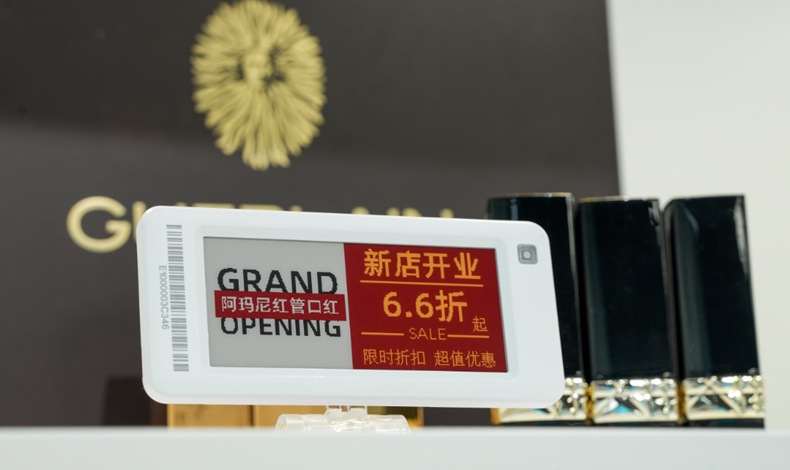 GRAND
阿玛尼红管口红
OPENING
新店开业
6.6折
起
SALE
限时折扣 超值优惠
E1000003C346